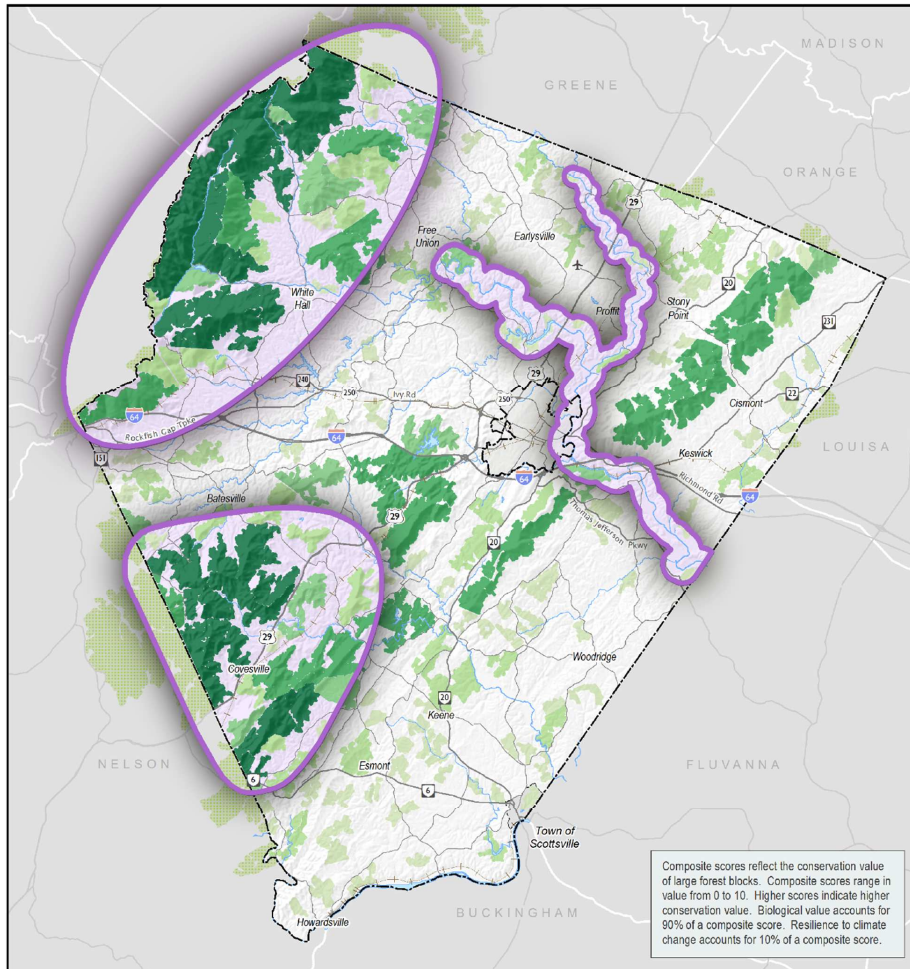 MADISON
GREENE
ORANGE
29
Free
Union
Earlysville
20
White
Hall
Proffit
Stony
Point
231
29
240
250
250
Ivy Rd
22
Cismont
64
Rockfish Gap Tpke
64
LOUISA
Keswick
151
64
Richmond Rd
64
Batesville
29
Thomas Jefferson Pkwy
20
29
Covesville
Woodridge
20
Keene
NELSON
Esmont
FLUVANNA
6
6
Town of
Scottsville
BUCKINGHAM
Howardsville
Composite scores reflect the conservation value
of large forest blocks. Composite scores range in
value from 0 to 10. Higher scores indicate higher
conservation value. Biological value accounts for
90% of a composite score. Resilience to climate
change accounts for 10% of a composite score.